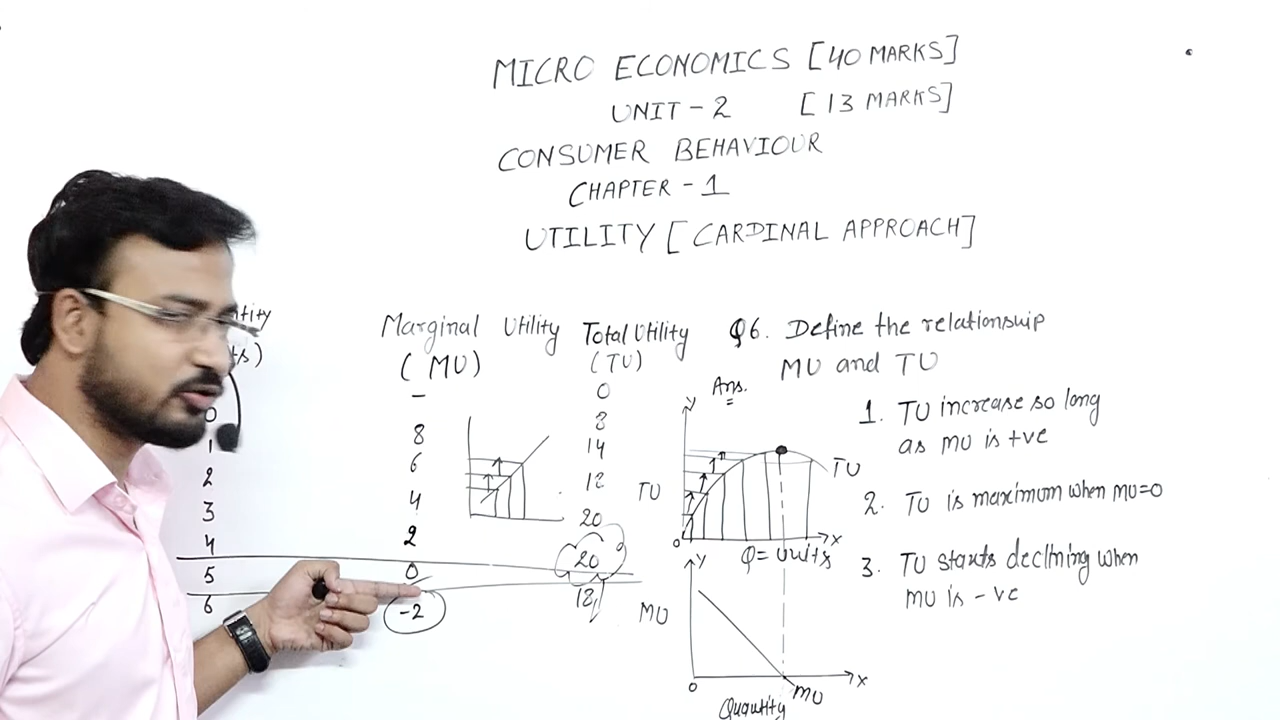 MICRO ECONOMICS [40 MARKS]
UNIT-2 [13 MARKS]
CONSUMER BEHAVIOUR
CHAPTER-1
UTILITY [CARDINAL APPROACH]
Marginal Utility Total Utility
(MU) (TU)
- 0
0
1 8 8
2 6 14
3 4
4 2 20
5 0 20
6 -2
Q6. Define the relationship
MU and TU
Ans.
1. TU increase so long
as MU is +ve
2. TU is maximum when MU=0
3. TU starts declining when
MU is -ve
y
TU
TU
0
x
Q= units
y
MU
0
MU
x
Quantity